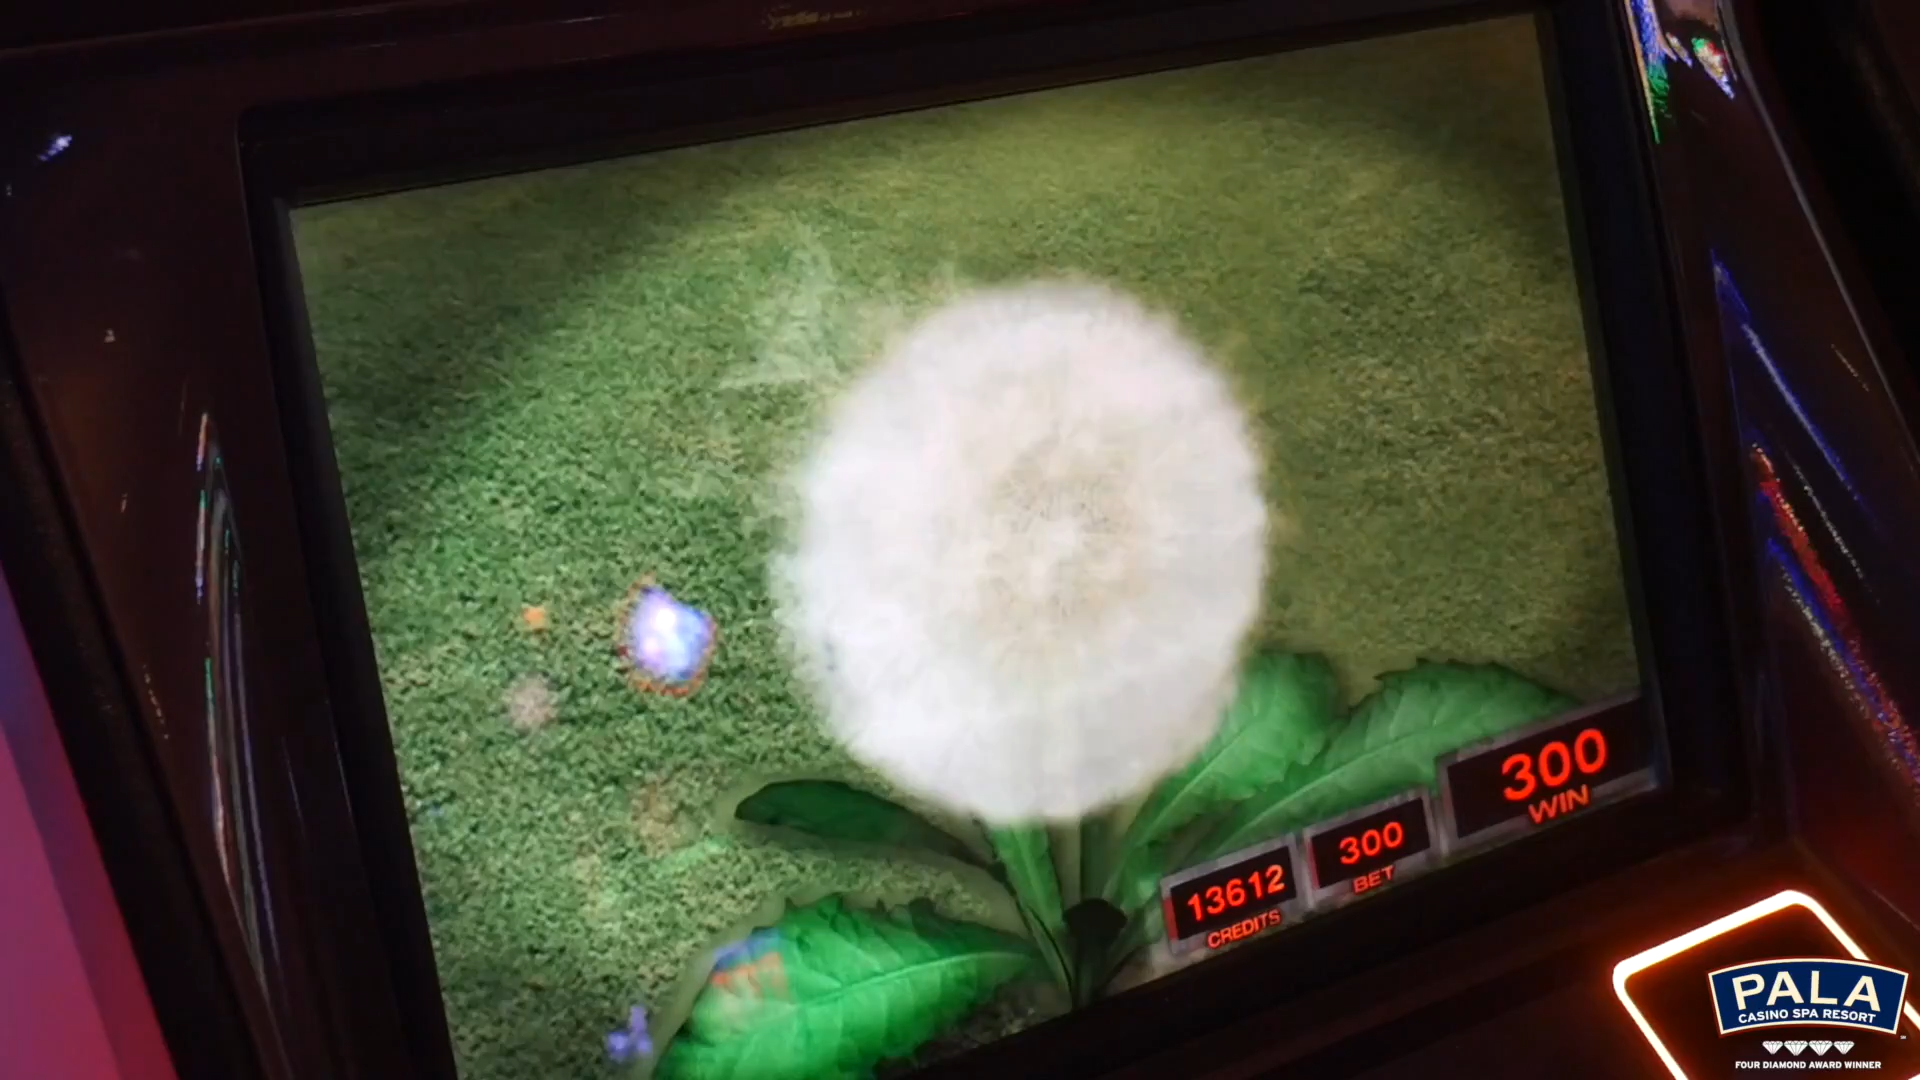 300
WIN
300
BET
13612
CREDITS
PALA
CASINO SPA RESORT
FOUR DIAMOND AWARD WINNER